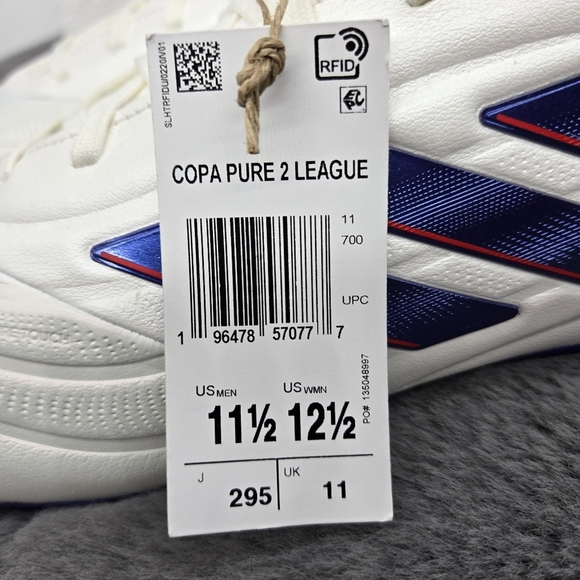 SLHTRFIDUI0220IV01
RFID
COPA PURE 2 LEAGUE
11
700
UPC
1 96478 57077 7
US MEN US WMN
11½ 12½
PO# 135048997
J 295 UK 11